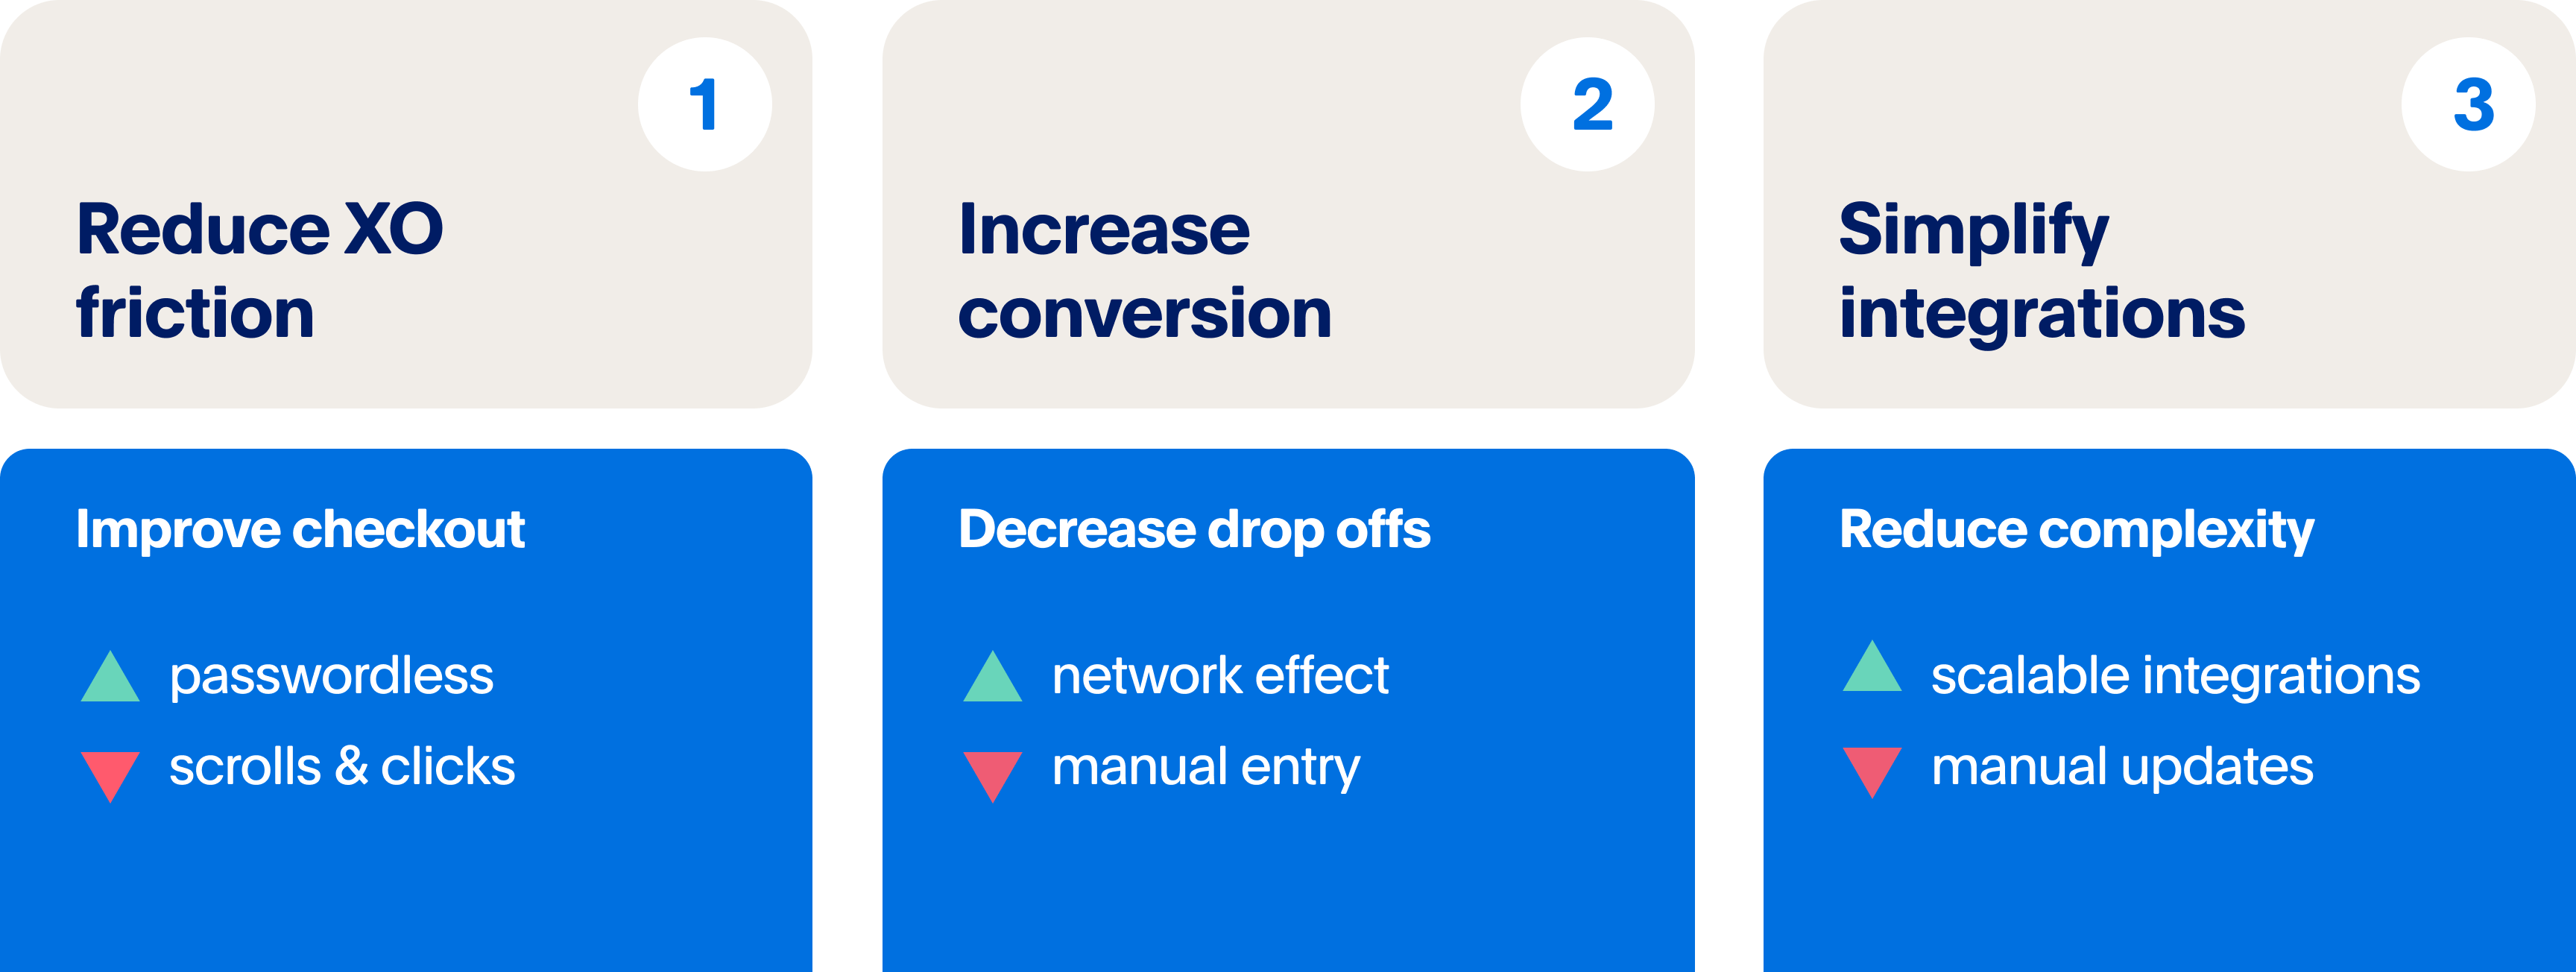 1
Reduce XO
friction
Improve checkout
passwordless
scrolls & clicks
2
Increase
conversion
Decrease drop offs
network effect
manual entry
3
Simplify
integrations
Reduce complexity
scalable integrations
manual updates